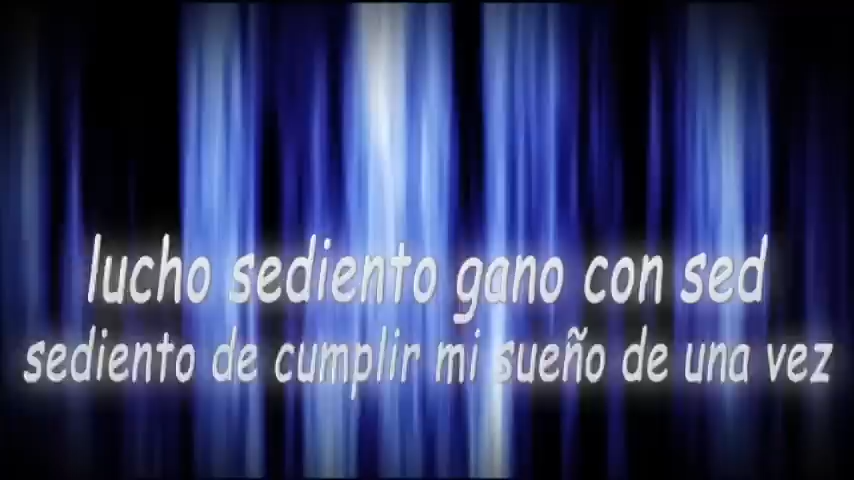 lucho sediento gano con sed
sediento de cumplir mi sueño de una vez